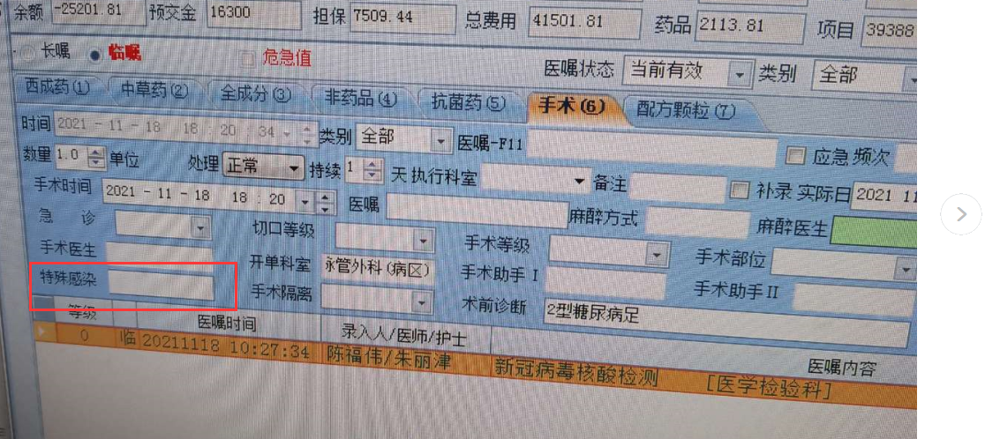 余额 -25201.81 预交金 16300 担保 7509.44 总费用 41501.81 药品 2113.81 项目 39388
长嘱 临嘱 危急值 医嘱状态 当前有效 类别 全部
西成药(1) 中草药(2) 全成分(3) 非药品(4) 抗菌药(5) 手术(6) 配方颗粒(7)
时间 2021-11-18 18:20:34 类别 全部 医嘱-F11 应急 频次
数量 1.0 单位 处理 正常 持续 1 天 执行科室 备注 补录 实际日 2021 11
手术时间 2021-11-18 18:20 医嘱 麻醉方式 麻醉医生
急 诊 切口等级 手术等级 手术部位
手术医生 开单科室 脉管外科(病区) 手术助手 I 手术助手II
特殊感染 手术隔离 术前诊断 2型糖尿病足
等级 医嘱时间 录入人/医师/护士 医嘱内容
0 临 20211118 10:27:34 陈福伟/朱丽津 新冠病毒核酸检测 [医学检验科]